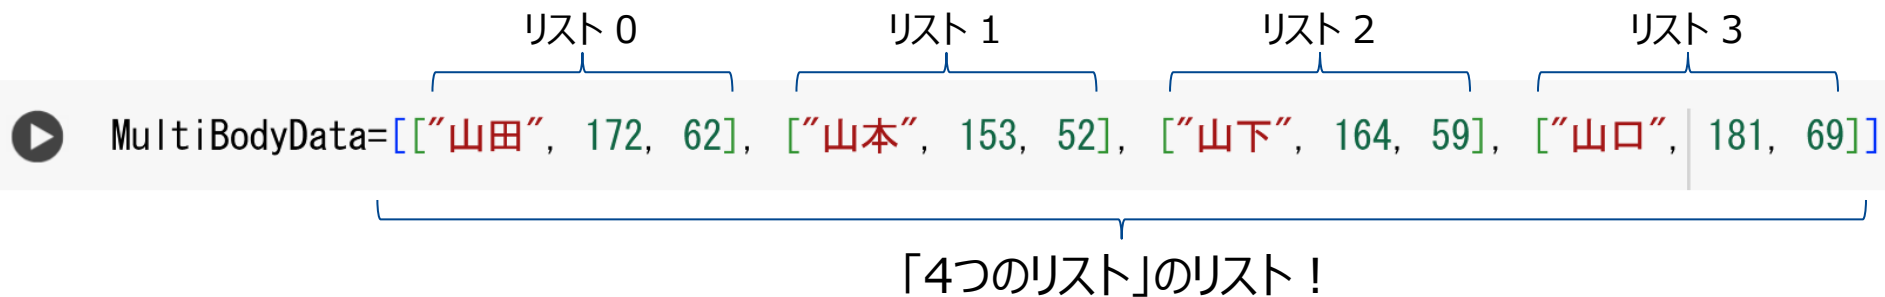 リスト 0 リスト 1 リスト 2 リスト 3
MultiBodyData=[["山田", 172, 62], ["山本", 153, 52], ["山下", 164, 59], ["山口", 181, 69]]
「4つのリスト」のリスト！